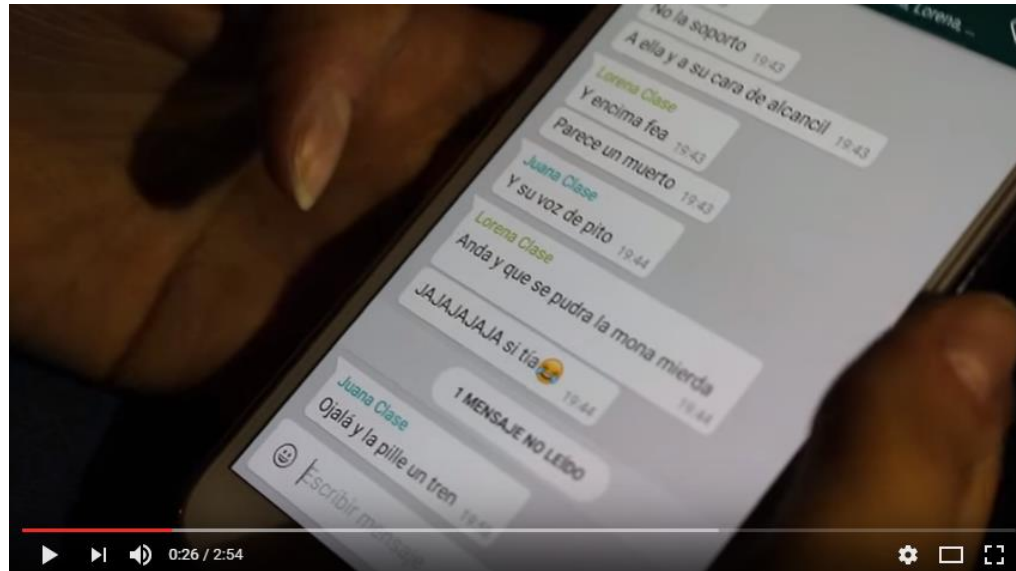 Lorena, ...
No la soporto 19:43
A ella y a su cara de alcancil 19:43
Lorena Clase
Y encima fea 19:43
Parece un muerto 19:43
Juana Clase
Y su voz de pito 19:44
Lorena Clase
Anda y que se pudra la mona mierda 19:44
JAJAJAJAJA si tía😂 19:44
1 MENSAJE NO LEÍDO
Juana Clase
Ojalá y la pille un tren
Escribir mensaje
0:26 / 2:54